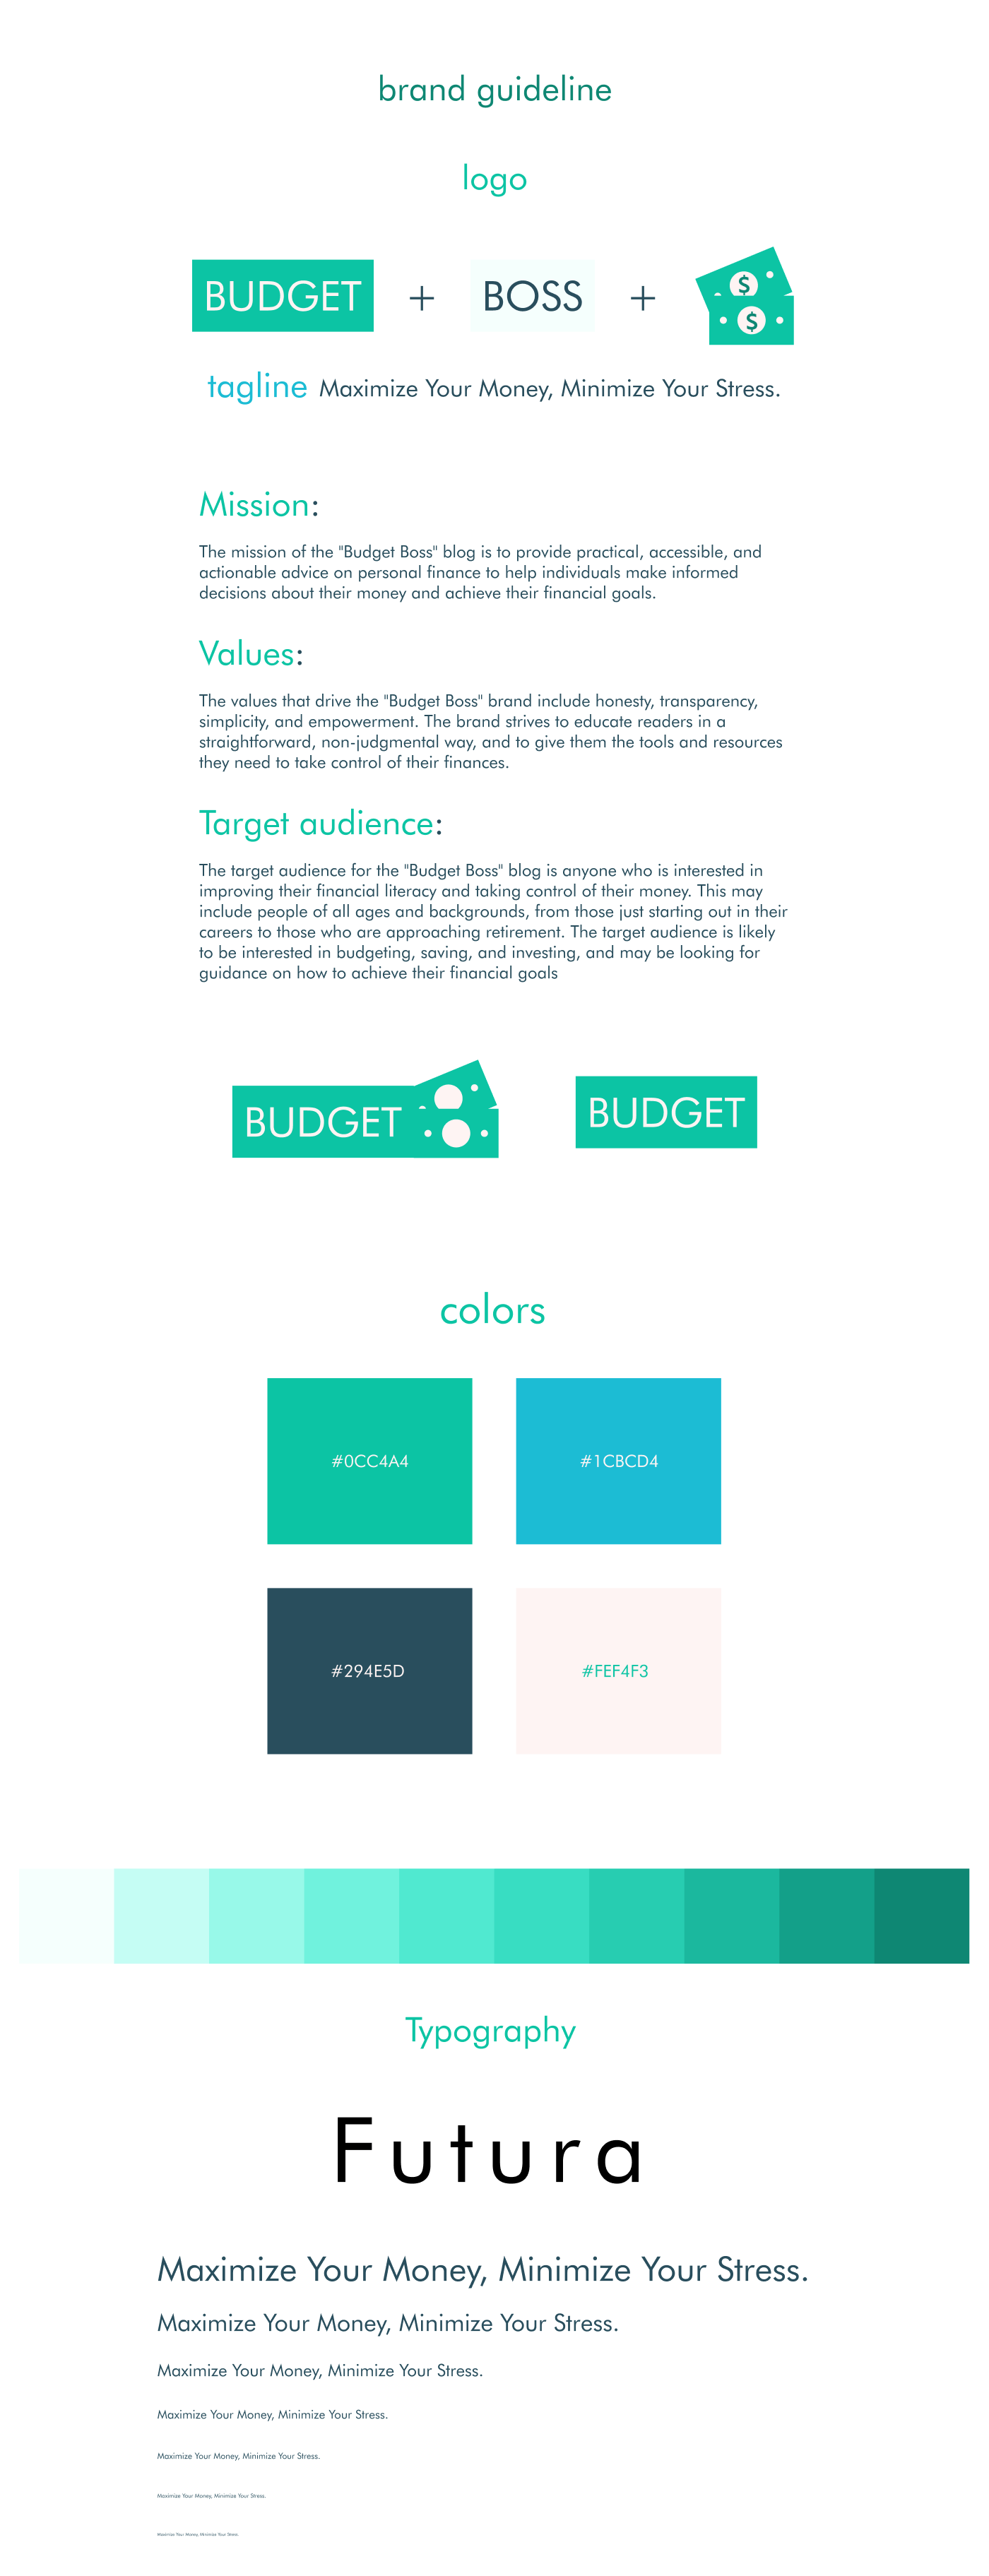 brand guideline
logo
BUDGET + BOSS + $
$
tagline Maximize Your Money, Minimize Your Stress.
Mission:
The mission of the "Budget Boss" blog is to provide practical, accessible, and
actionable advice on personal finance to help individuals make informed
decisions about their money and achieve their financial goals.
Values:
The values that drive the "Budget Boss" brand include honesty, transparency,
simplicity, and empowerment. The brand strives to educate readers in a
straightforward, non-judgmental way, and to give them the tools and resources
they need to take control of their finances.
Target audience:
The target audience for the "Budget Boss" blog is anyone who is interested in
improving their financial literacy and taking control of their money. This may
include people of all ages and backgrounds, from those just starting out in their
careers to those who are approaching retirement. The target audience is likely
to be interested in budgeting, saving, and investing, and may be looking for
guidance on how to achieve their financial goals
BUDGET
BUDGET
colors
#0CC4A4
#1CBCD4
#294E5D
#FEF4F3
Typography
Futura
Maximize Your Money, Minimize Your Stress.
Maximize Your Money, Minimize Your Stress.
Maximize Your Money, Minimize Your Stress.
Maximize Your Money, Minimize Your Stress.
Maximize Your Money, Minimize Your Stress.
Maximize Your Money, Minimize Your Stress.
Maximize Your Money, Minimize Your Stress.